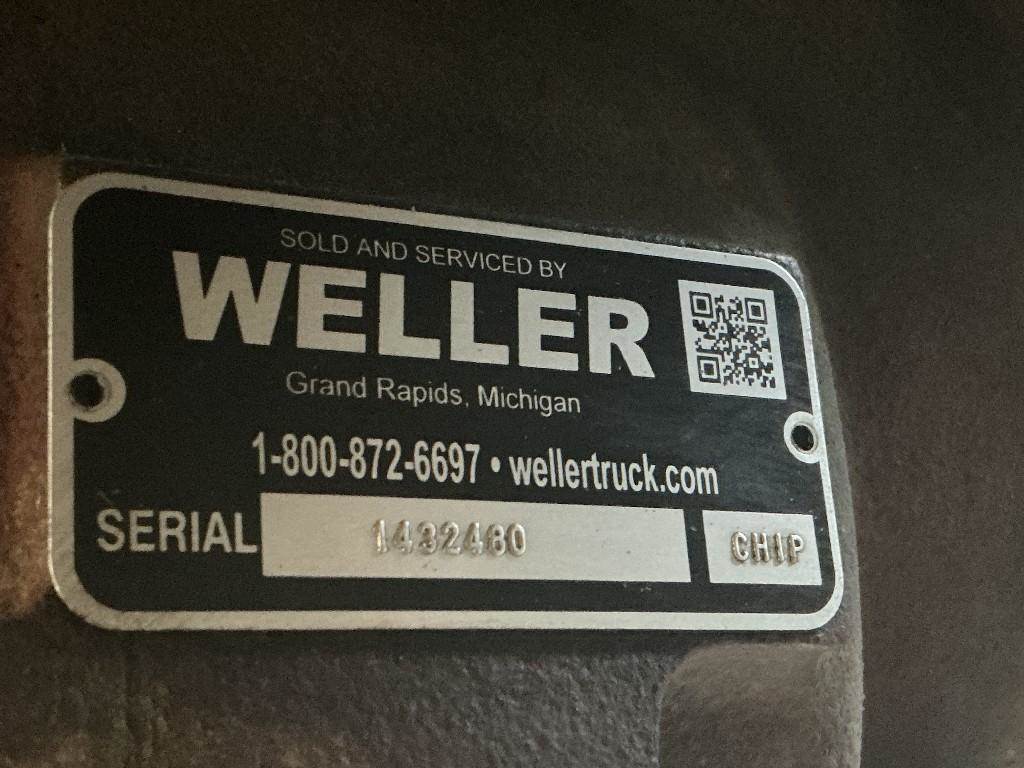 SOLD AND SERVICED BY
WELLER
Grand Rapids, Michigan
1-800-872-6697 • wellertruck.com
SERIAL 1432480 CHIP